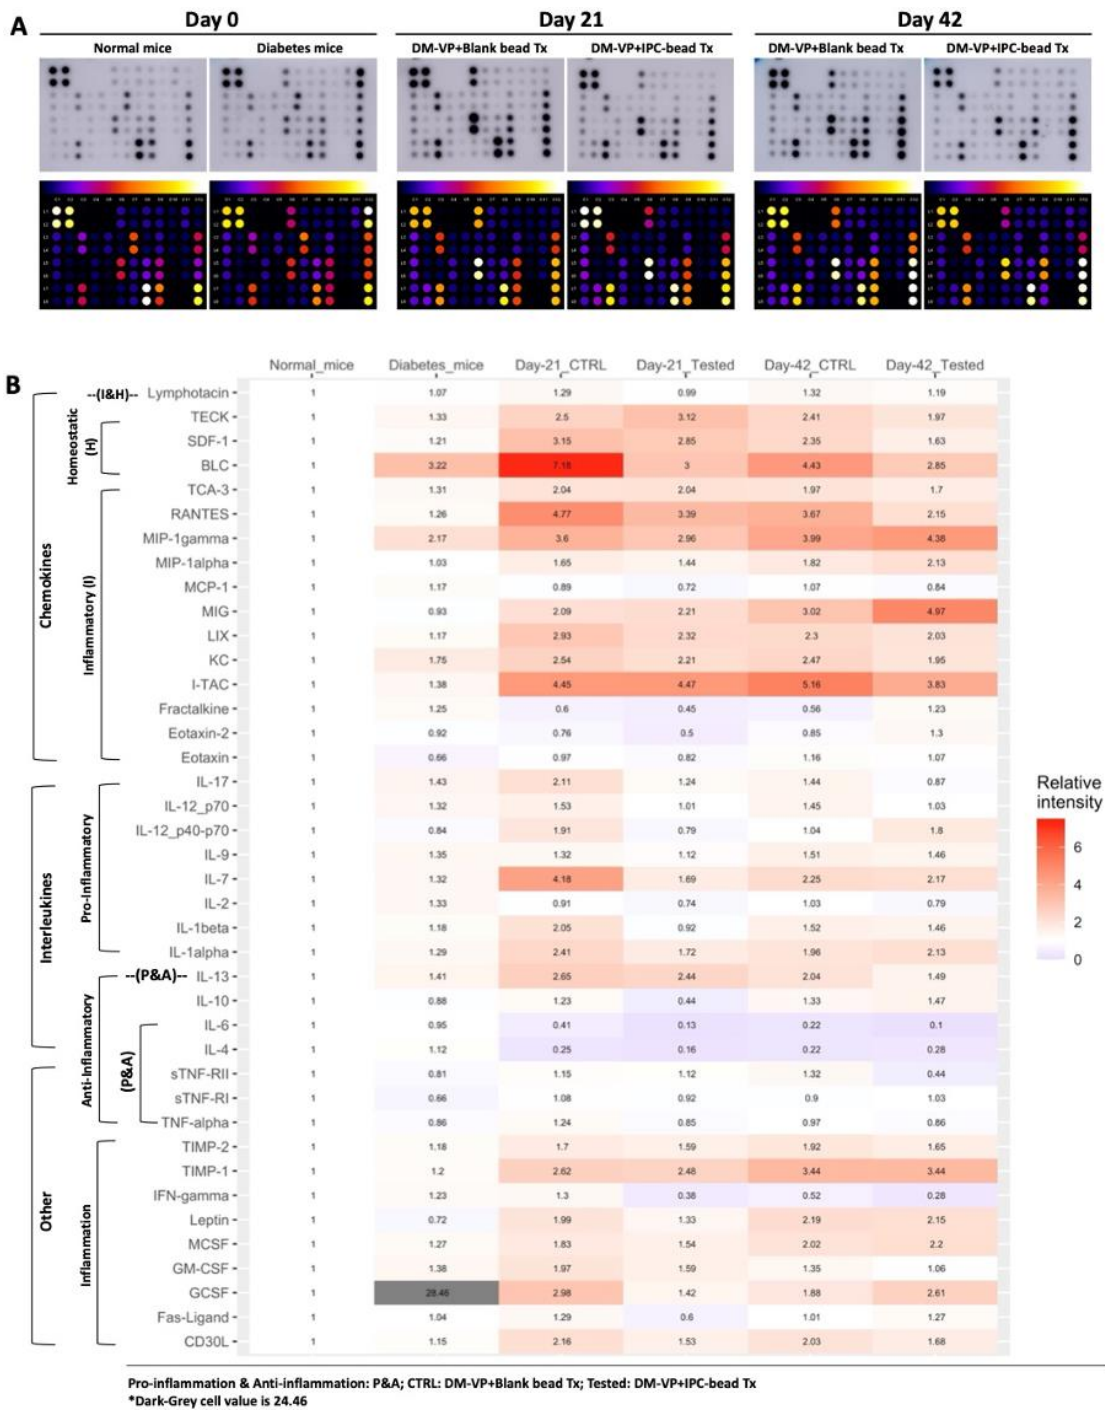 A
Day 0
Day 21
Day 42
Normal mice
Diabetes mice
DM-VP+Blank bead Tx
DM-VP+IPC-bead Tx
DM-VP+Blank bead Tx
DM-VP+IPC-bead Tx
B
Normal_mice Diabetes_mice Day-21_CTRL Day-21_Tested Day-42_CTRL Day-42_Tested
--(I&H)-- Lymphotacin 1 1.07 1.29 0.99 1.32 1.19
TECK 1 1.33 2.5 3.12 2.41 1.97
SDF-1 1 1.21 3.15 2.85 2.35 1.63
BLC 1 3.22 7.18 3 4.43 2.85
TCA-3 1 1.31 2.04 2.04 1.97 1.7
RANTES 1 1.26 4.77 3.39 3.67 2.15
MIP-1gamma 1 2.17 3.6 2.96 3.99 4.38
MIP-1alpha 1 1.03 1.65 1.44 1.82 2.13
MCP-1 1 1.17 0.89 0.72 1.07 0.84
MIG 1 0.93 2.09 2.21 3.02 4.97
LIX 1 1.17 2.93 2.32 2.3 2.03
KC 1 1.75 2.54 2.21 2.47 1.95
I-TAC 1 1.38 4.45 4.47 5.16 3.83
Fractalkine 1 1.25 0.6 0.45 0.56 1.23
Eotaxin-2 1 0.92 0.76 0.5 0.85 1.3
Eotaxin 1 0.66 0.97 0.82 1.16 1.07
IL-17 1 1.43 2.11 1.24 1.44 0.87
IL-12_p70 1 1.32 1.53 1.01 1.45 1.03
IL-12_p40-p70 1 0.84 1.91 0.79 1.04 1.8
IL-9 1 1.35 1.32 1.12 1.51 1.46
IL-7 1 1.32 4.18 1.69 2.25 2.17
IL-2 1 1.33 0.91 0.74 1.03 0.79
IL-1beta 1 1.18 2.05 0.92 1.52 1.46
IL-1alpha 1 1.29 2.41 1.72 1.96 2.13
--(P&A)-- IL-13 1 1.41 2.65 2.44 2.04 1.49
IL-10 1 0.88 1.23 0.44 1.33 1.47
IL-6 1 0.95 0.41 0.13 0.22 0.1
IL-4 1 1.12 0.25 0.16 0.22 0.28
sTNF-RII 1 0.81 1.15 1.12 1.32 0.44
sTNF-RI 1 0.66 1.08 0.92 0.9 1.03
TNF-alpha 1 0.86 1.24 0.85 0.97 0.86
TIMP-2 1 1.18 1.7 1.59 1.92 1.65
TIMP-1 1 1.2 2.62 2.48 3.44 3.44
IFN-gamma 1 1.23 1.3 0.38 0.52 0.28
Leptin 1 0.72 1.99 1.33 2.19 2.15
MCSF 1 1.27 1.83 1.54 2.02 2.2
GM-CSF 1 1.38 1.97 1.59 1.35 1.06
GCSF 1 28.46 2.98 1.42 1.88 2.61
Fas-Ligand 1 1.04 1.29 0.6 1.01 1.27
CD30L 1 1.15 2.16 1.53 2.03 1.68
Chemokines
Homeostatic
(H)
Inflammatory (I)
Interleukines
Pro-Inflammatory
Anti-Inflammatory
(P&A)
Other
Inflammation
Relative
intensity
6
4
2
0
Pro-inflammation & Anti-inflammation: P&A; CTRL: DM-VP+Blank bead Tx; Tested: DM-VP+IPC-bead Tx
*Dark-Grey cell value is 24.46